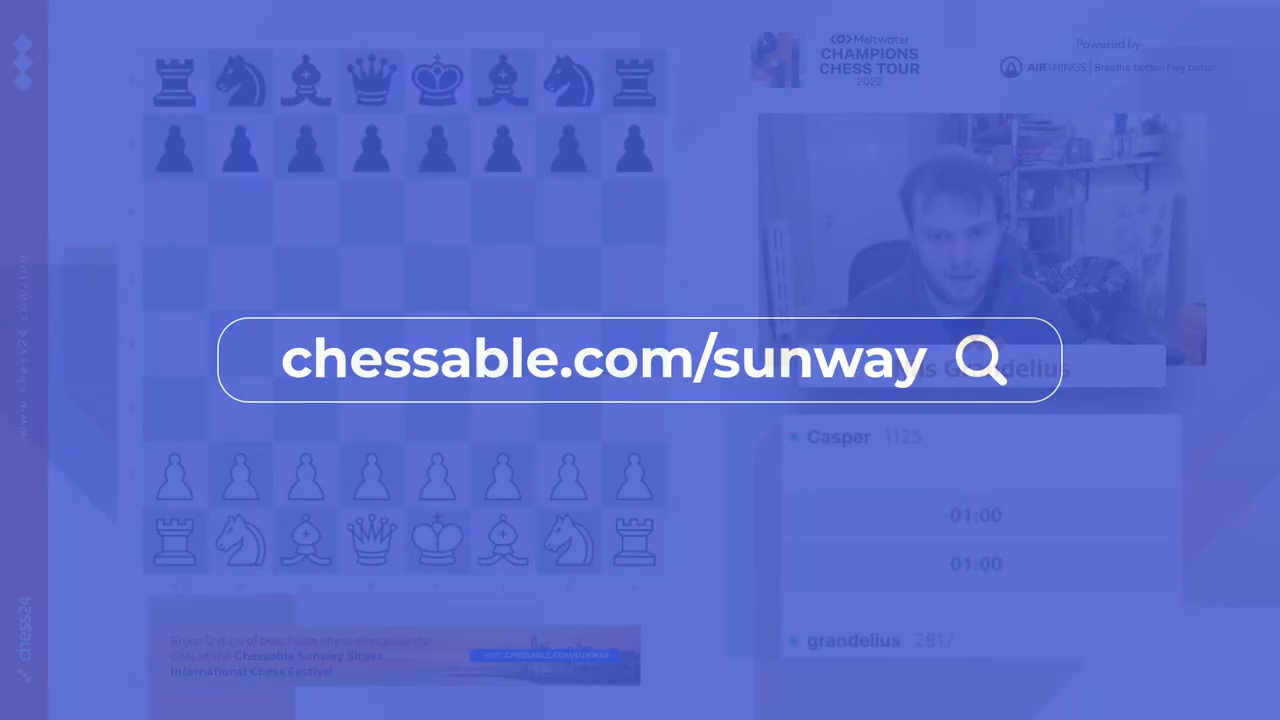 Meltwater
CHAMPIONS
CHESS TOUR
2022
Powered by
AIRTHINGS | Breathe better. Play better
chessable.com/sunway
Grandelius
Casper 1125
01:00
01:00
grandelius 2817
Enjoy 12 days of beachside chess alongside top
GMs at the Chessable Sunway Sitges
International Chess Festival
VISIT CHESSABLE.COM/SUNWAY
chess24